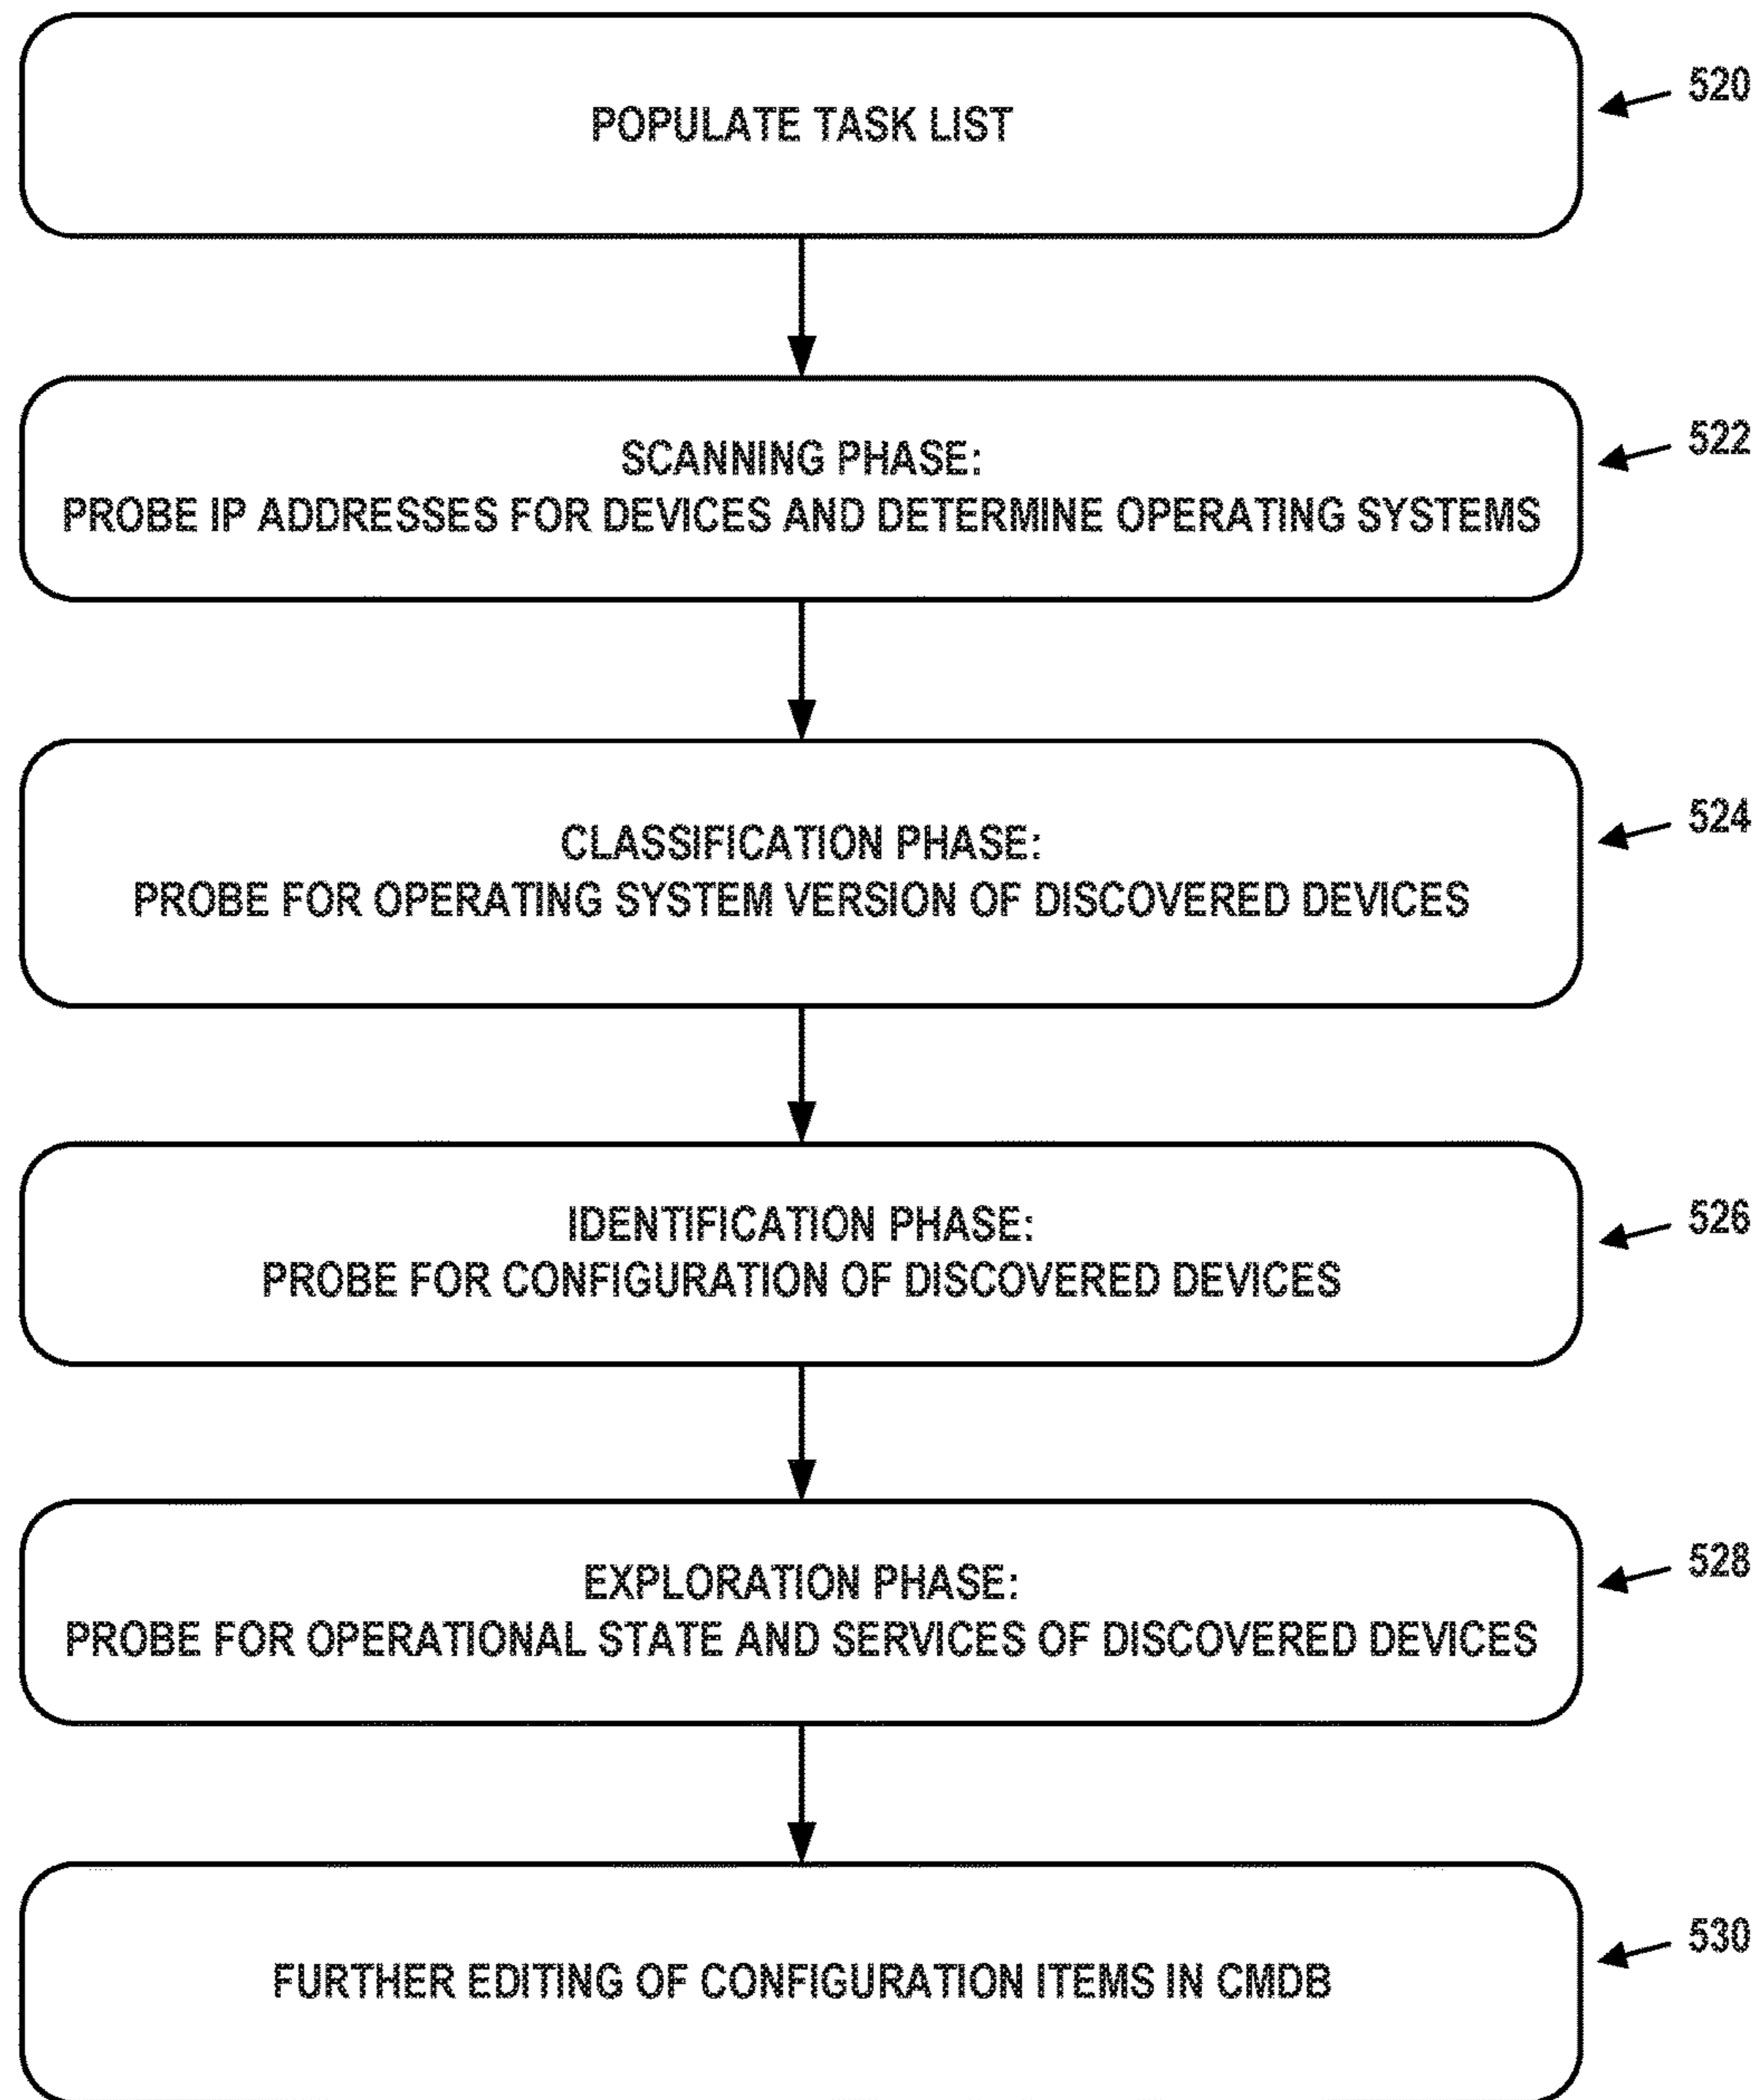 POPULATE TASK LIST
520
SCANNING PHASE:
PROBE IP ADDRESSES FOR DEVICES AND DETERMINE OPERATING SYSTEMS
522
CLASSIFICATION PHASE:
PROBE FOR OPERATING SYSTEM VERSION OF DISCOVERED DEVICES
524
IDENTIFICATION PHASE:
PROBE FOR CONFIGURATION OF DISCOVERED DEVICES
526
EXPLORATION PHASE:
PROBE FOR OPERATIONAL STATE AND SERVICES OF DISCOVERED DEVICES
528
FURTHER EDITING OF CONFIGURATION ITEMS IN CMDB
530